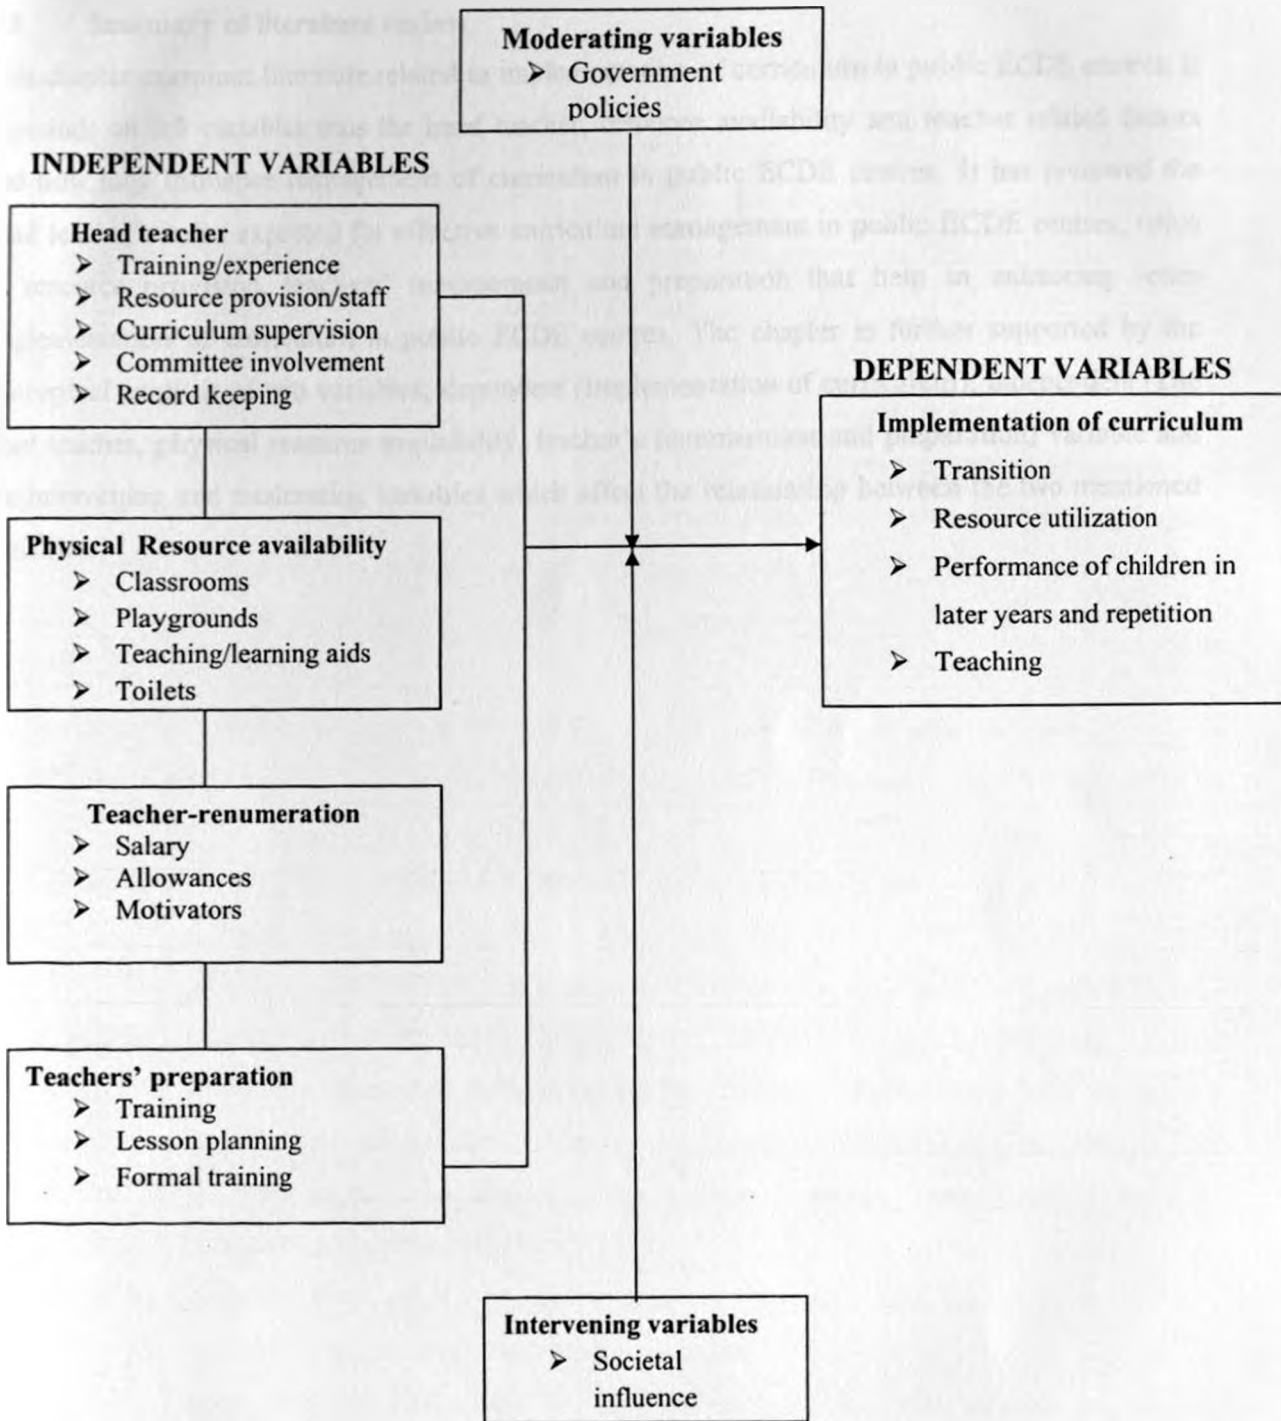 Moderating variables
➢ Government
policies
INDEPENDENT VARIABLES
Head teacher
➢ Training/experience
➢ Resource provision/staff
➢ Curriculum supervision
➢ Committee involvement
➢ Record keeping
Physical Resource availability
➢ Classrooms
➢ Playgrounds
➢ Teaching/learning aids
➢ Toilets
Teacher-renumeration
➢ Salary
➢ Allowances
➢ Motivators
Teachers’ preparation
➢ Training
➢ Lesson planning
➢ Formal training
DEPENDENT VARIABLES
Implementation of curriculum
➢ Transition
➢ Resource utilization
➢ Performance of children in
later years and repetition
➢ Teaching
Intervening variables
➢ Societal
influence